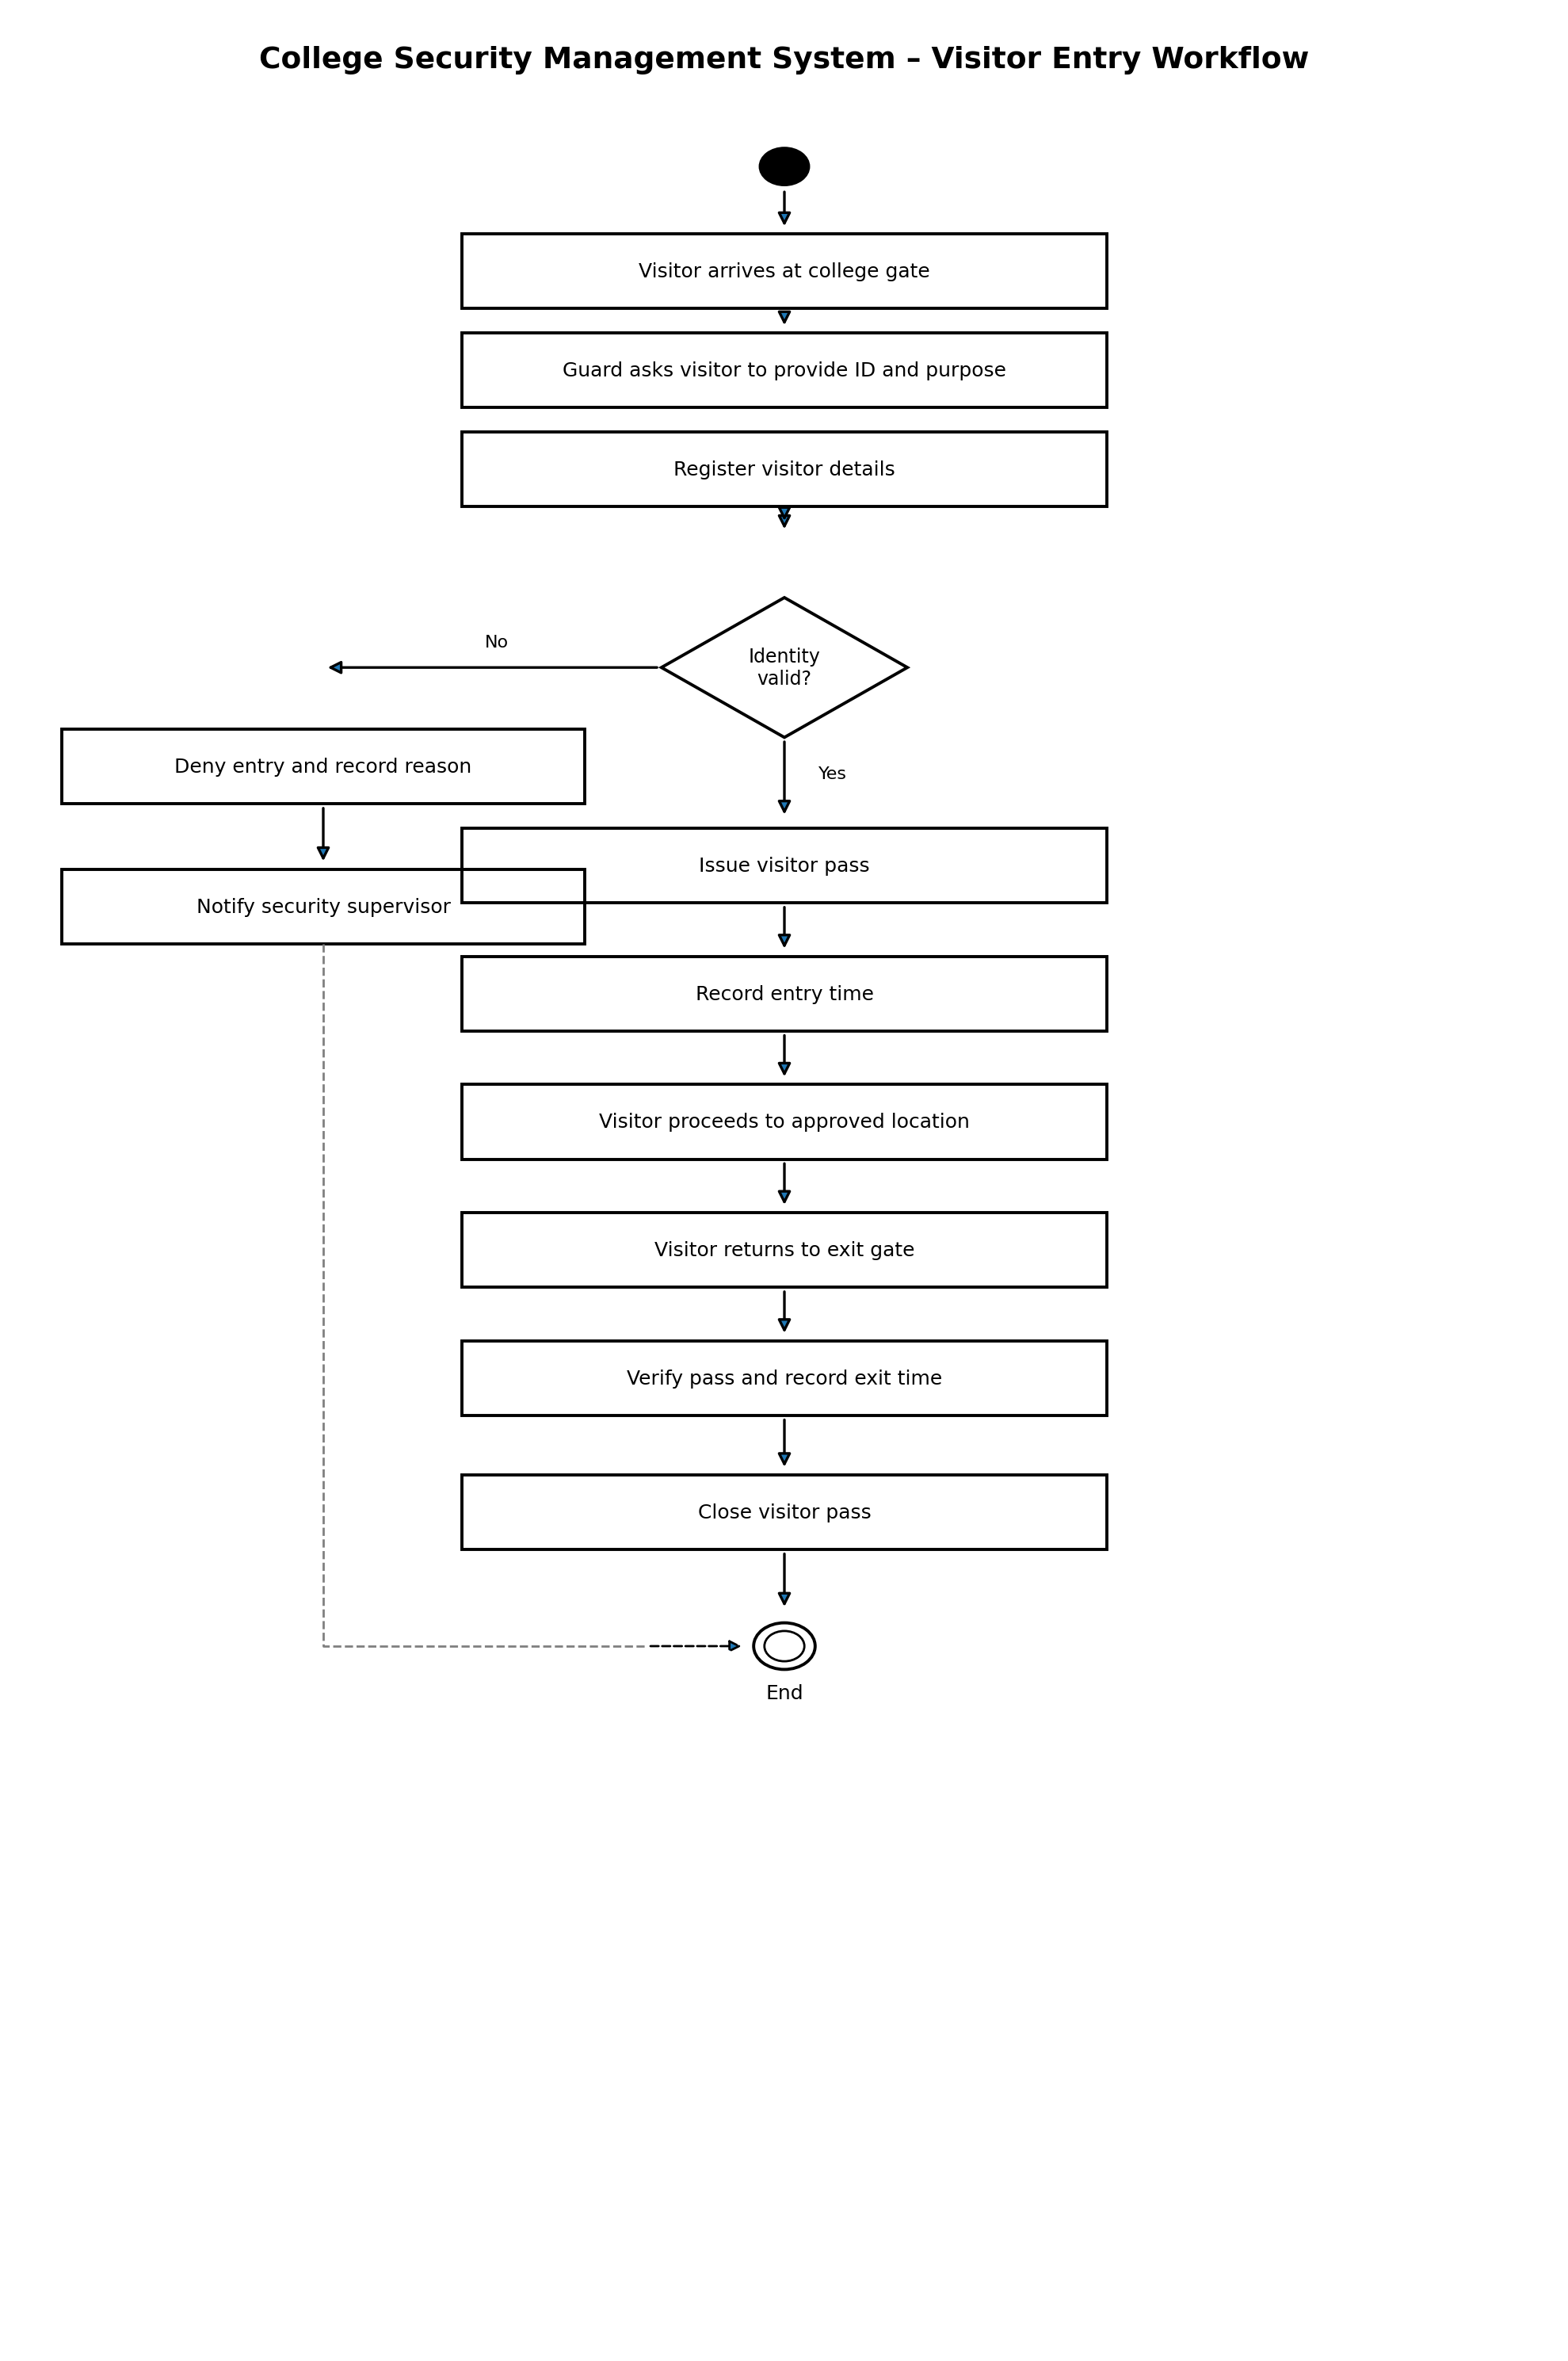 College Security Management System – Visitor Entry Workflow
Visitor arrives at college gate
Guard asks visitor to provide ID and purpose
Register visitor details
No
Identity
valid?
Deny entry and record reason
Yes
Issue visitor pass
Notify security supervisor
Record entry time
Visitor proceeds to approved location
Visitor returns to exit gate
Verify pass and record exit time
Close visitor pass
End